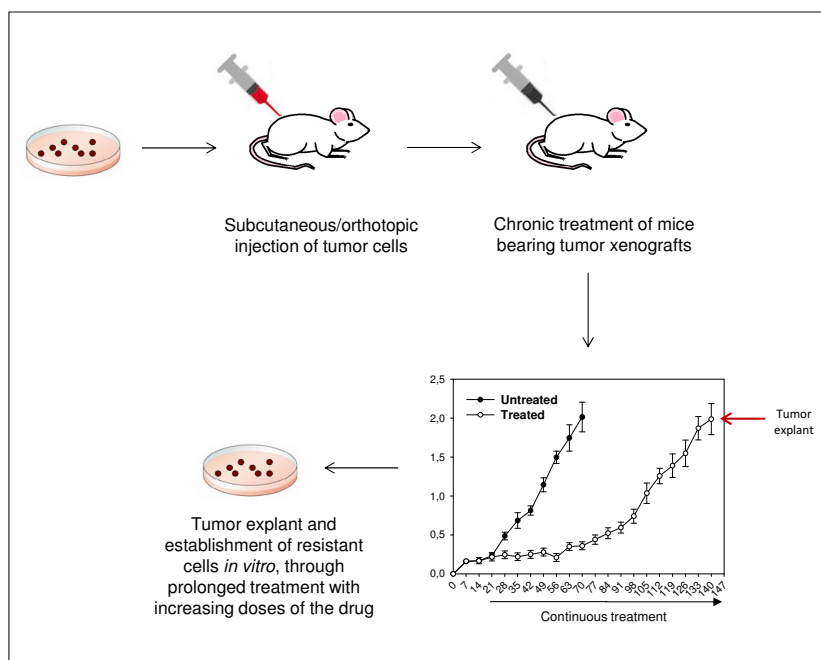 Subcutaneous/orthotopic
injection of tumor cells
Chronic treatment of mice
bearing tumor xenografts
2,5
2,0
1,5
1,0
0,5
0,0
Untreated
Treated
Tumor
explant
0 7 14 21 28 35 42 49 56 63 70 77 84 91 98 105 112 119 126 133 140 147
Continuous treatment
Tumor explant and
establishment of resistant
cells in vitro, through
prolonged treatment with
increasing doses of the drug